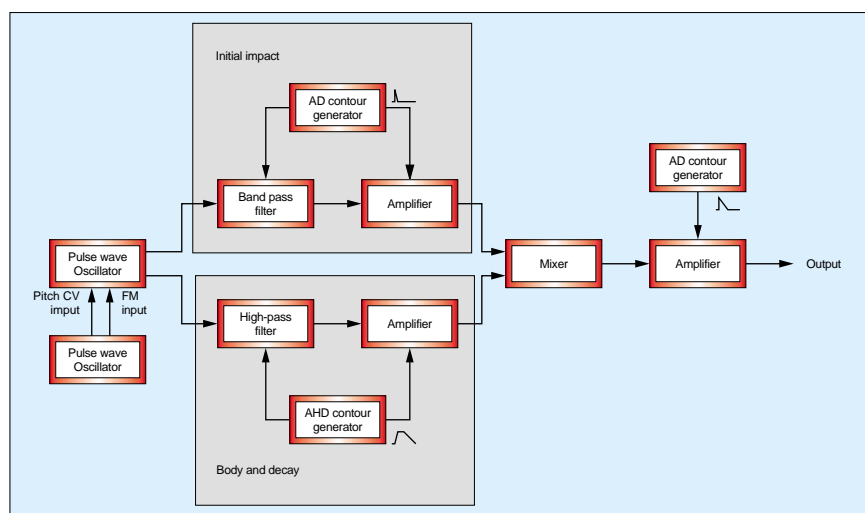 Initial impact
AD contour
generator
Band pass
filter
Amplifier
AD contour
generator
Pulse wave
Oscillator
Mixer
Amplifier
Output
Pitch CV
imput
FM
input
Pulse wave
Oscillator
High-pass
filter
Amplifier
AHD contour
generator
Body and decay